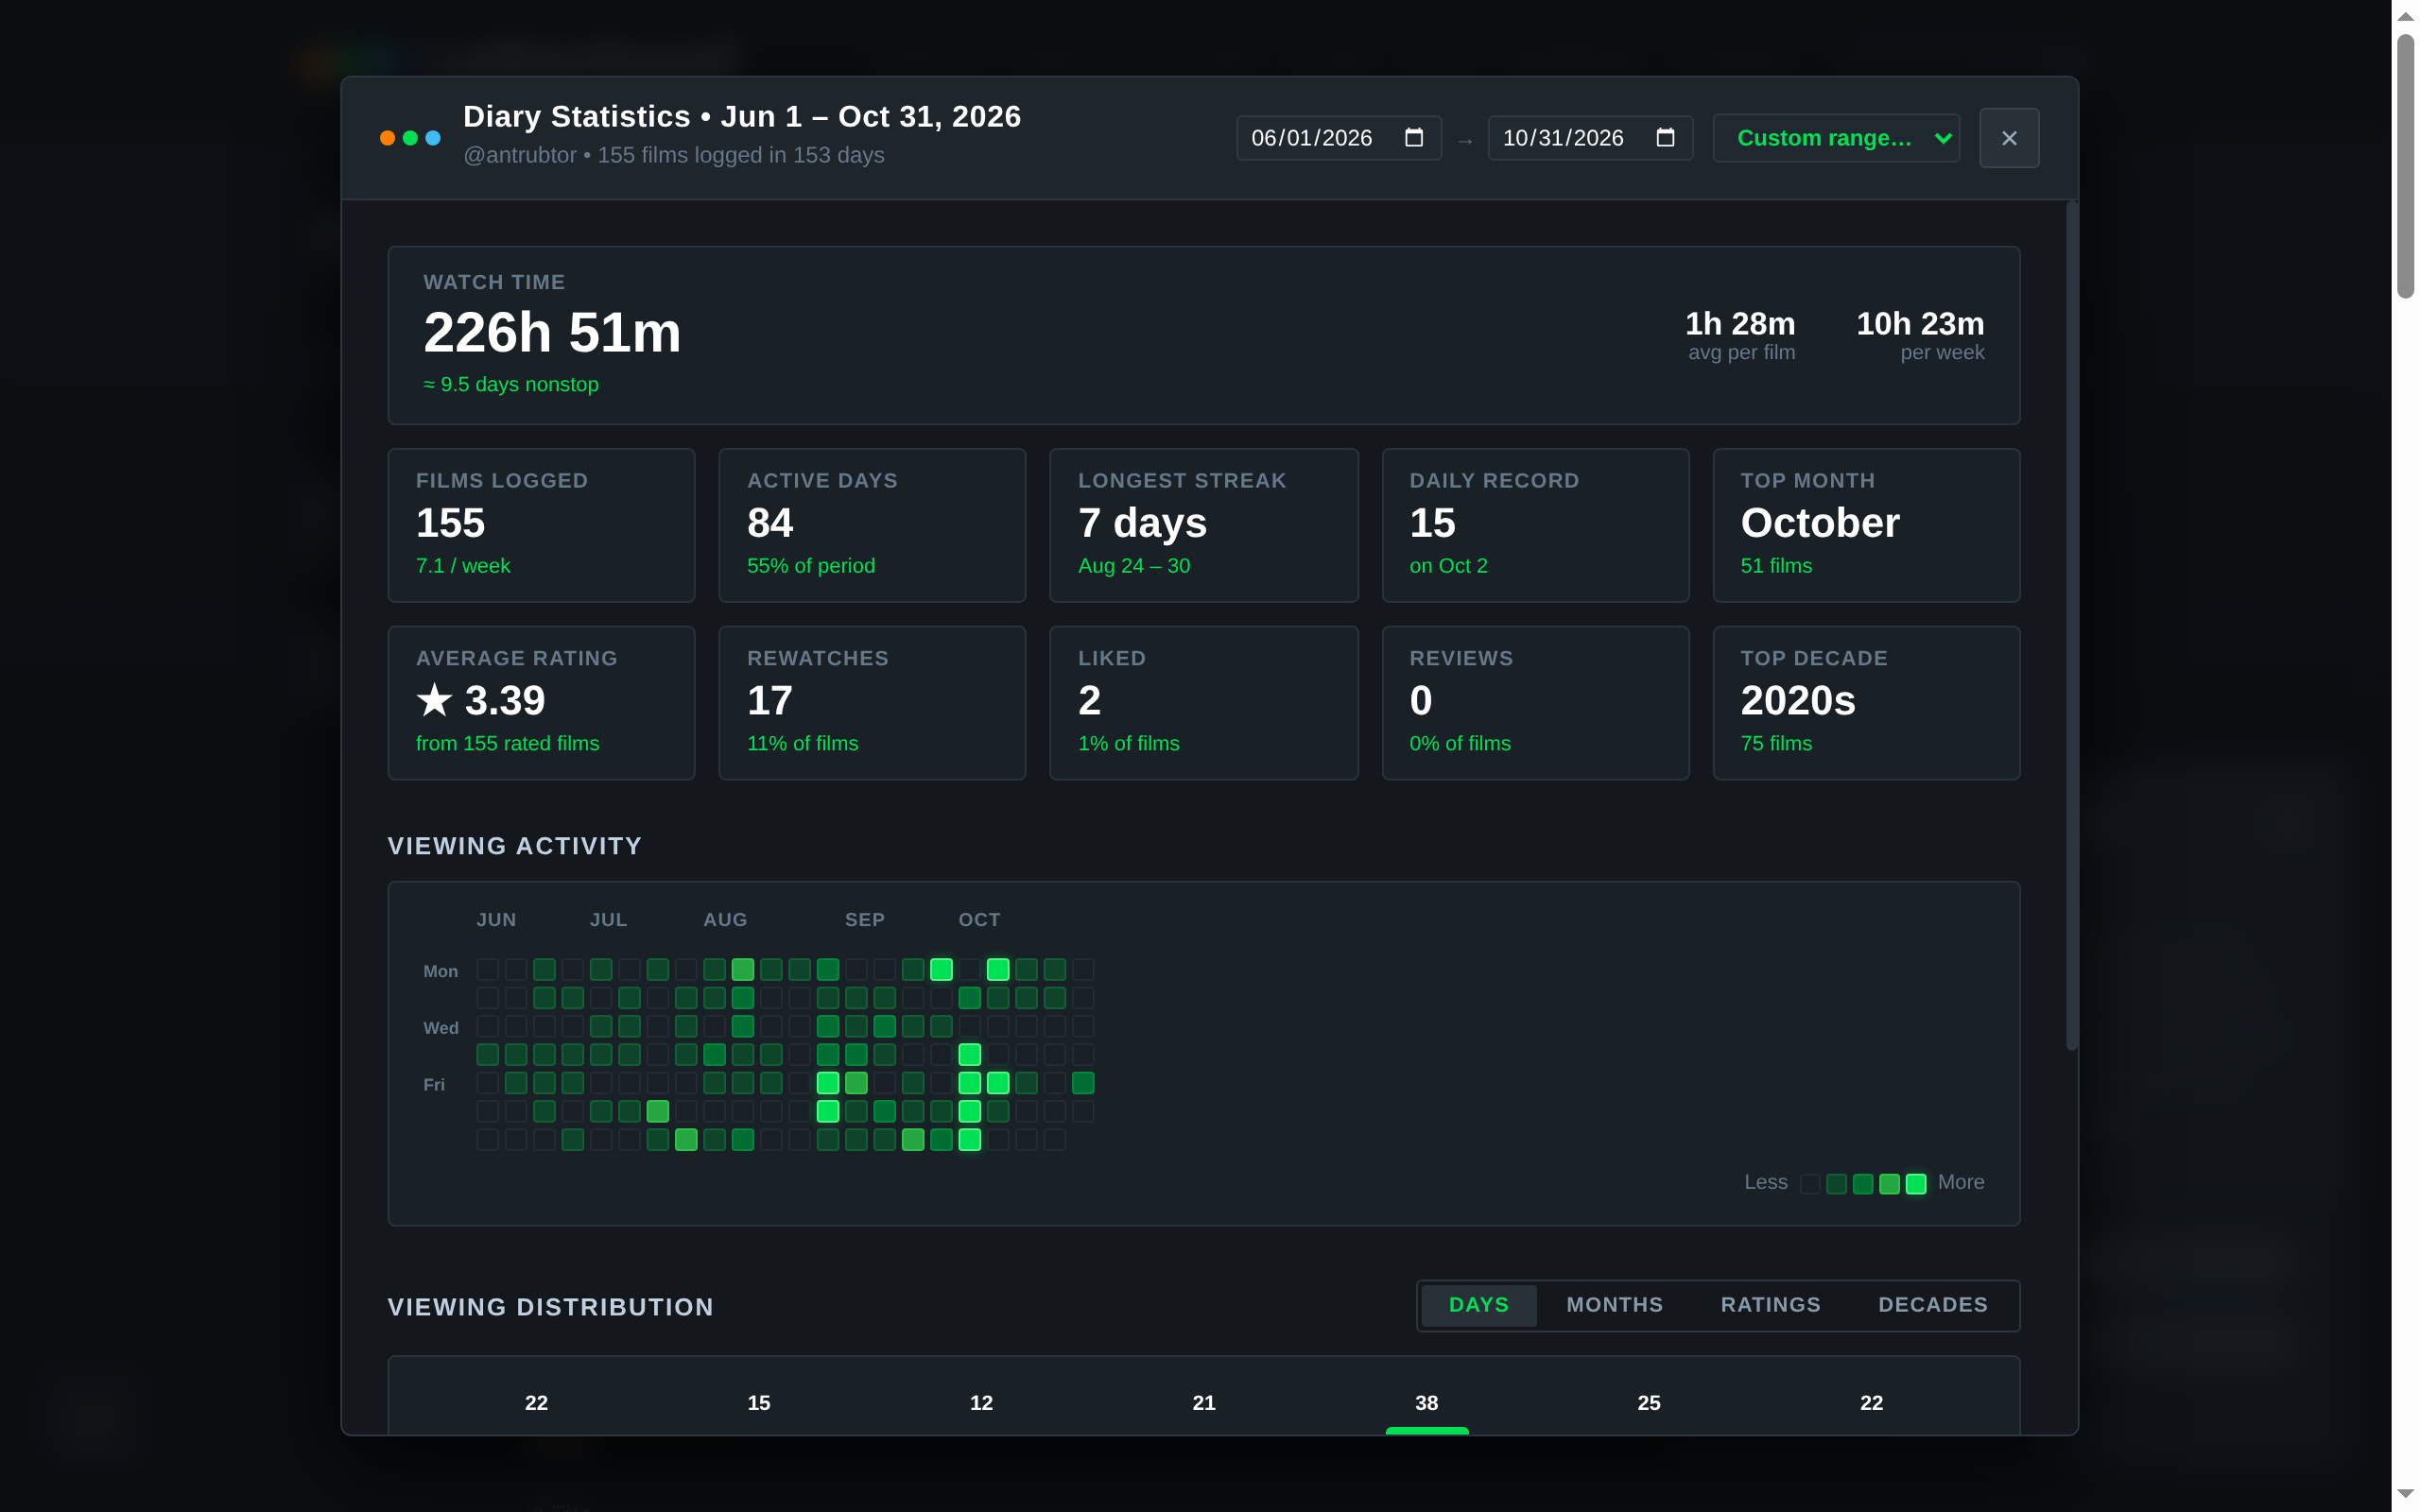 Diary Statistics • Jun 1 – Oct 31, 2026
@antrubtor • 155 films logged in 153 days
06/01/2026 → 10/31/2026 Custom range... ✕
WATCH TIME
226h 51m
≈ 9.5 days nonstop
1h 28m
avg per film
10h 23m
per week
FILMS LOGGED
155
7.1 / week
ACTIVE DAYS
84
55% of period
LONGEST STREAK
7 days
Aug 24 – 30
DAILY RECORD
15
on Oct 2
TOP MONTH
October
51 films
AVERAGE RATING
★ 3.39
from 155 rated films
REWATCHES
17
11% of films
LIKED
2
1% of films
REVIEWS
0
0% of films
TOP DECADE
2020s
75 films
VIEWING ACTIVITY
JUN JUL AUG SEP OCT
Mon
Wed
Fri
Less More
VIEWING DISTRIBUTION
DAYS MONTHS RATINGS DECADES
22 15 12 21 38 25 22